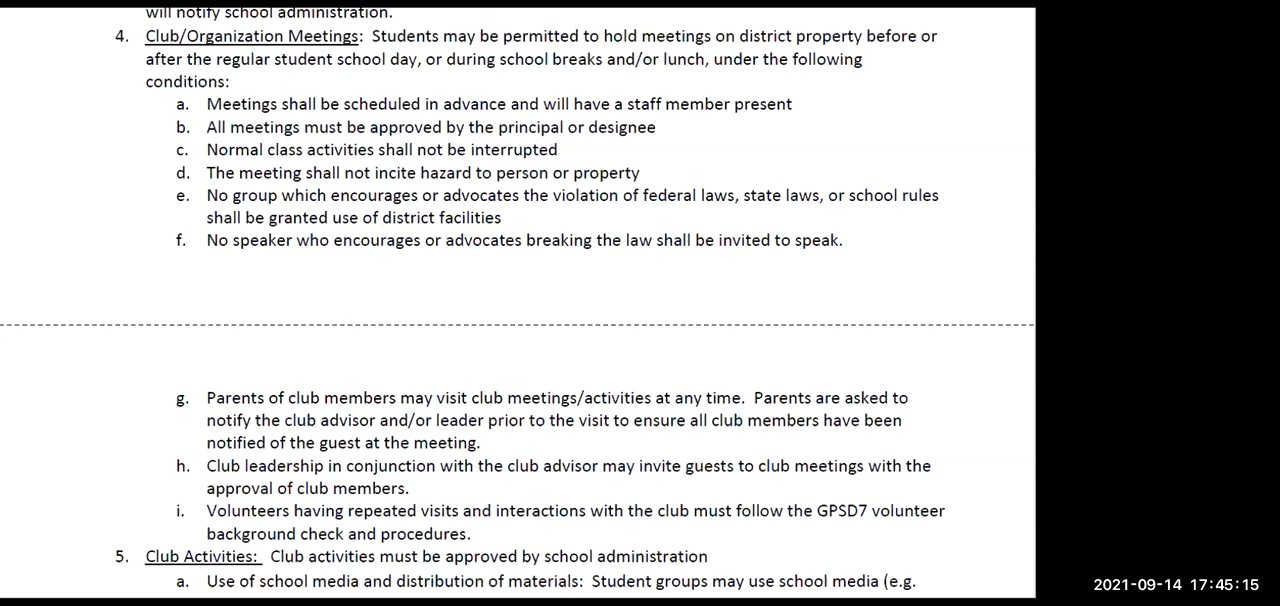 will notify school administration.
4. Club/Organization Meetings: Students may be permitted to hold meetings on district property before or
after the regular student school day, or during school breaks and/or lunch, under the following
conditions:
a. Meetings shall be scheduled in advance and will have a staff member present
b. All meetings must be approved by the principal or designee
c. Normal class activities shall not be interrupted
d. The meeting shall not incite hazard to person or property
e. No group which encourages or advocates the violation of federal laws, state laws, or school rules
shall be granted use of district facilities
f. No speaker who encourages or advocates breaking the law shall be invited to speak.
g. Parents of club members may visit club meetings/activities at any time. Parents are asked to
notify the club advisor and/or leader prior to the visit to ensure all club members have been
notified of the guest at the meeting.
h. Club leadership in conjunction with the club advisor may invite guests to club meetings with the
approval of club members.
i. Volunteers having repeated visits and interactions with the club must follow the GPSD7 volunteer
background check and procedures.
5. Club Activities: Club activities must be approved by school administration
a. Use of school media and distribution of materials: Student groups may use school media (e.g.
2021-09-14 17:45:15